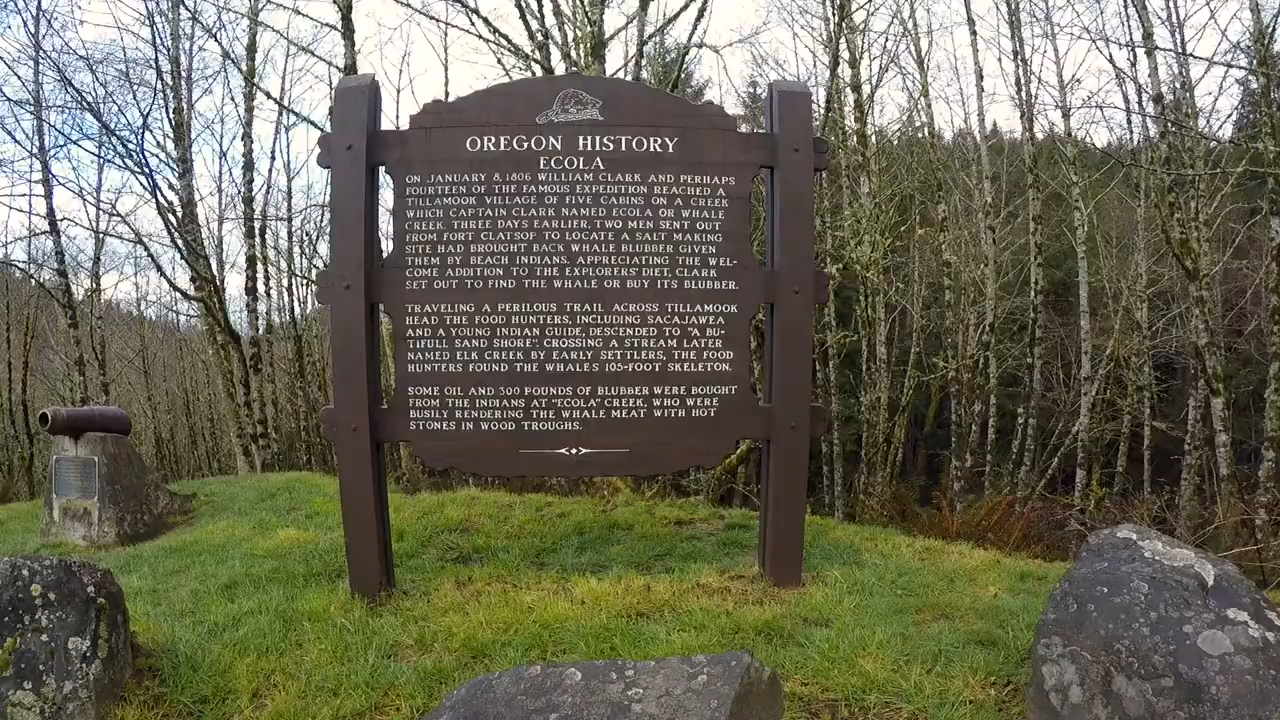 OREGON HISTORY
ECOLA
ON JANUARY 8, 1806 WILLIAM CLARK AND PERHAPS
FOURTEEN OF THE FAMOUS EXPEDITION REACHED A
TILLAMOOK VILLAGE OF FIVE CABINS ON A CREEK
WHICH CAPTAIN CLARK NAMED ECOLA OR WHALE
CREEK. THREE DAYS EARLIER, TWO MEN SENT OUT
FROM FORT CLATSOP TO LOCATE A SALT MAKING
SITE HAD BROUGHT BACK WHALE BLUBBER GIVEN
THEM BY BEACH INDIANS. APPRECIATING THE WEL-
COME ADDITION TO THE EXPLORERS' DIET, CLARK
SET OUT TO FIND THE WHALE OR BUY ITS BLUBBER.
TRAVELING A PERILOUS TRAIL ACROSS TILLAMOOK
HEAD THE FOOD HUNTERS, INCLUDING SACAJAWEA
AND A YOUNG INDIAN GUIDE, DESCENDED TO "A BU-
TIFULL SAND SHORE". CROSSING A STREAM LATER
NAMED ELK CREEK BY EARLY SETTLERS, THE FOOD
HUNTERS FOUND THE WHALES 105-FOOT SKELETON.
SOME OIL AND 300 POUNDS OF BLUBBER WERE BOUGHT
FROM THE INDIANS AT "ECOLA" CREEK, WHO WERE
BUSILY RENDERING THE WHALE MEAT WITH HOT
STONES IN WOOD TROUGHS.